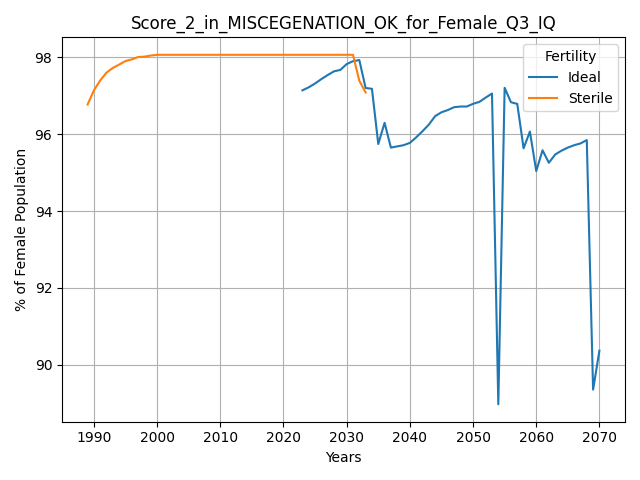 Score_2_in_MISCEGENATION_OK_for_Female_Q3_IQ
Fertility
Ideal
Sterile
% of Female Population
98
96
94
92
90
1990 2000 2010 2020 2030 2040 2050 2060 2070
Years